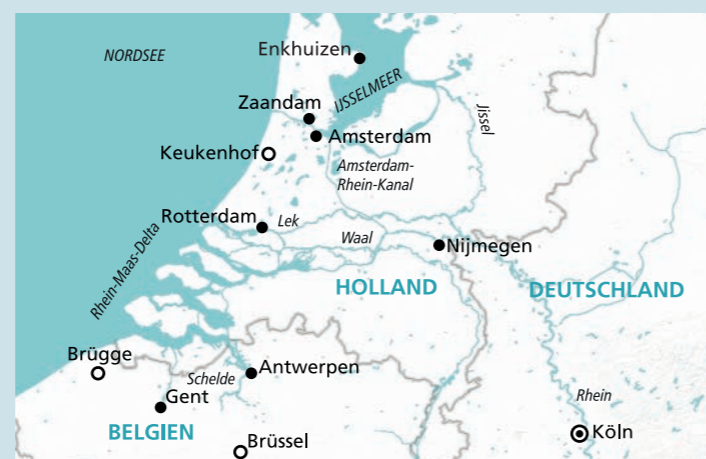 NORDSEE
Enkhuizen
IJSSELMEER
Zaandam
Jjssel
Amsterdam
Keukenhof
Amsterdam-
Rhein-Kanal
Rotterdam
Lek
Waal
Nijmegen
Rhein-Maas-Delta
HOLLAND
DEUTSCHLAND
Brügge
Schelde
Antwerpen
Gent
Rhein
BELGIEN
Brüssel
Köln